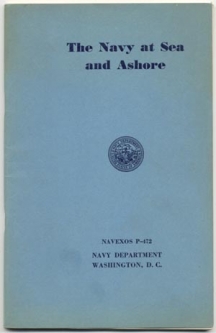 The Navy at Sea
and Ashore
NAVEXOS P-472
NAVY DEPARTMENT
WASHINGTON, D. C.